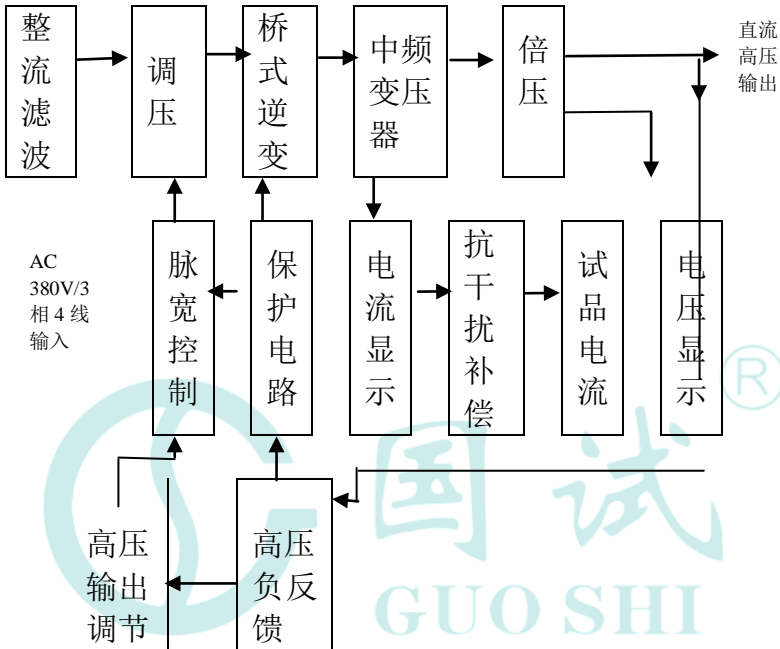 整流滤波
调压
桥式逆变
中频变压器
倍压
直流
高压
输出
AC
380V/3
相 4 线
输入
脉宽控制
保护电路
电流显示
抗干扰补偿
试品电流
电压显示
高压
输出
调节
高压
负反
馈
国试
®
GUO SHI